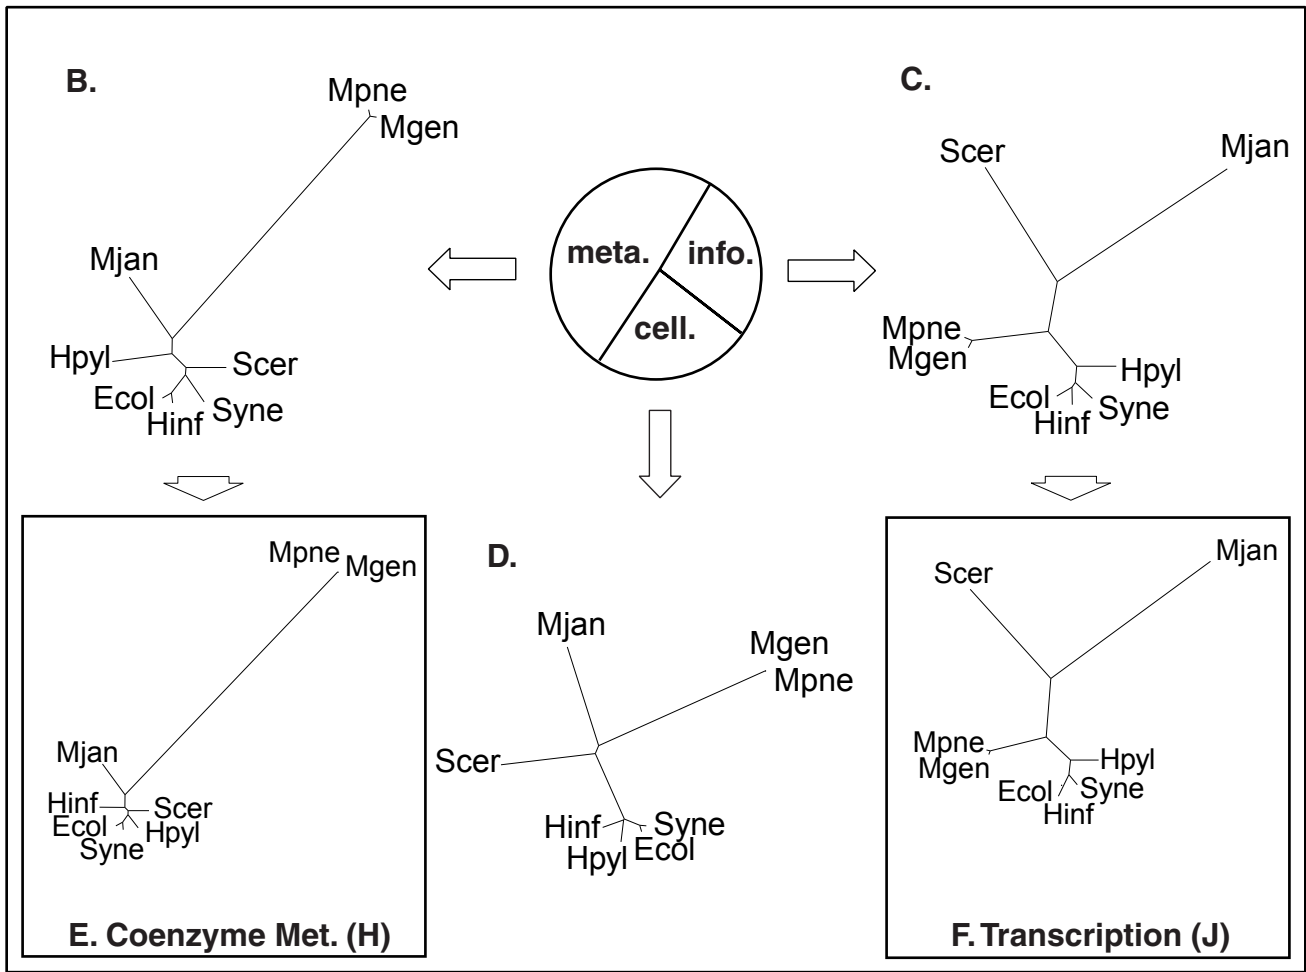 B.
Mpne
Mgen
Mjan
Hpyl
Scer
Ecol
Hinf
Syne
meta.
info.
cell.
C.
Scer
Mjan
Mpne
Mgen
Hpyl
Ecol
Hinf
Syne
Mpne
Mgen
Mjan
Hinf
Scer
Ecol
Hpyl
Syne
E. Coenzyme Met. (H)
D.
Mjan
Mgen
Mpne
Scer
Hinf
Syne
Hpyl
Ecol
Scer
Mjan
Mpne
Mgen
Hpyl
Ecol
Syne
Hinf
F. Transcription (J)